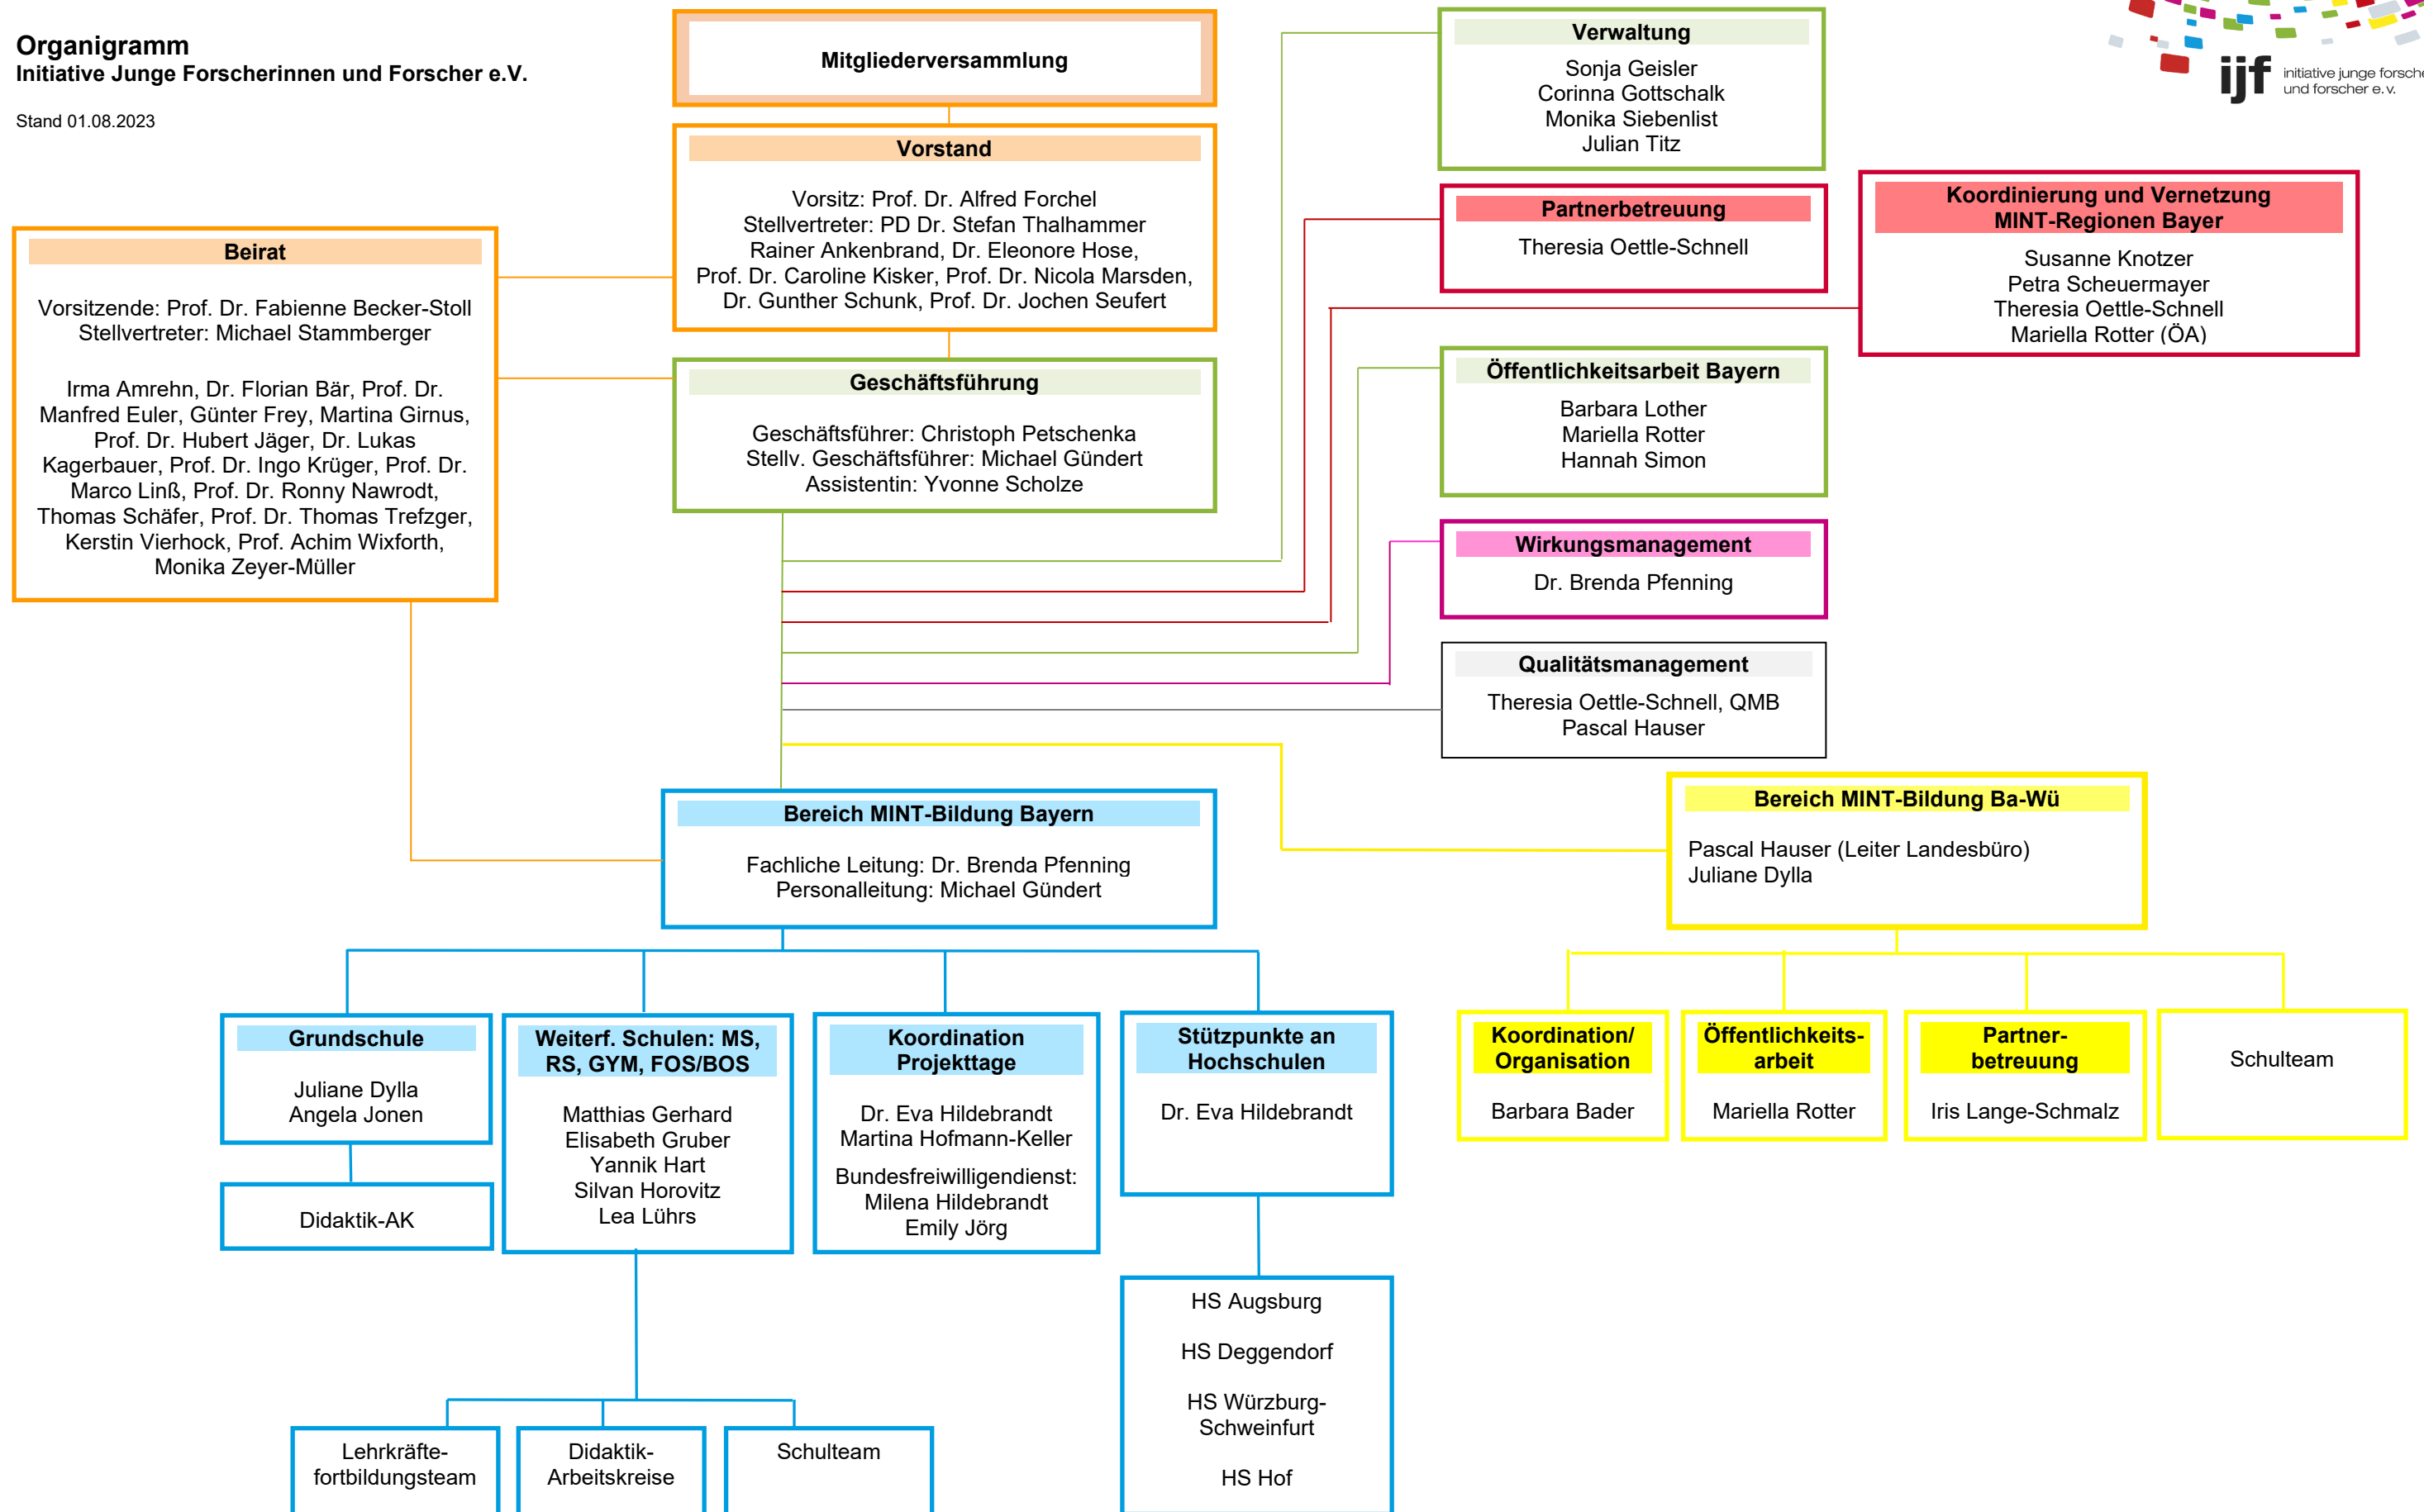 Organigramm
Initiative Junge Forscherinnen und Forscher e.V.
Stand 01.08.2023
Mitgliederversammlung
Vorstand
Vorsitz: Prof. Dr. Alfred Forchel
Stellvertreter: PD Dr. Stefan Thalhammer
Rainer Ankenbrand, Dr. Eleonore Hose,
Prof. Dr. Caroline Kisker, Prof. Dr. Nicola Marsden,
Dr. Gunther Schunk, Prof. Dr. Jochen Seufert
Beirat
Vorsitzende: Prof. Dr. Fabienne Becker-Stoll
Stellvertreter: Michael Stammberger
Irma Amrehn, Dr. Florian Bär, Prof. Dr.
Manfred Euler, Günter Frey, Martina Girnus,
Prof. Dr. Hubert Jäger, Dr. Lukas
Kagerbauer, Prof. Dr. Ingo Krüger, Prof. Dr.
Marco Linß, Prof. Dr. Ronny Nawrodt,
Thomas Schäfer, Prof. Dr. Thomas Trefzger,
Kerstin Vierhock, Prof. Achim Wixforth,
Monika Zeyer-Müller
Geschäftsführung
Geschäftsführer: Christoph Petschenka
Stellv. Geschäftsführer: Michael Gündert
Assistentin: Yvonne Scholze
Verwaltung
Sonja Geisler
Corinna Gottschalk
Monika Siebenlist
Julian Titz
ijf
initiative junge forsche
und forscher e.v.
Partnerbetreuung
Theresia Oettle-Schnell
Koordinierung und Vernetzung
MINT-Regionen Bayer
Susanne Knotzer
Petra Scheuermayer
Theresia Oettle-Schnell
Mariella Rotter (ÖA)
Öffentlichkeitsarbeit Bayern
Barbara Lother
Mariella Rotter
Hannah Simon
Wirkungsmanagement
Dr. Brenda Pfenning
Qualitätsmanagement
Theresia Oettle-Schnell, QMB
Pascal Hauser
Bereich MINT-Bildung Bayern
Fachliche Leitung: Dr. Brenda Pfenning
Personalleitung: Michael Gündert
Bereich MINT-Bildung Ba-Wü
Pascal Hauser (Leiter Landesbüro)
Juliane Dylla
Grundschule
Juliane Dylla
Angela Jonen
Didaktik-AK
Weiterf. Schulen: MS,
RS, GYM, FOS/BOS
Matthias Gerhard
Elisabeth Gruber
Yannik Hart
Silvan Horovitz
Lea Lührs
Koordination
Projekttage
Dr. Eva Hildebrandt
Martina Hofmann-Keller
Bundesfreiwilligendienst:
Milena Hildebrandt
Emily Jörg
Stützpunkte an
Hochschulen
Dr. Eva Hildebrandt
HS Augsburg
HS Deggendorf
HS Würzburg-
Schweinfurt
HS Hof
Koordination/
Organisation
Barbara Bader
Öffentlichkeits-
arbeit
Mariella Rotter
Partner-
betreuung
Iris Lange-Schmalz
Schulteam
Lehrkräfte-
fortbildungsteam
Didaktik-
Arbeitskreise
Schulteam